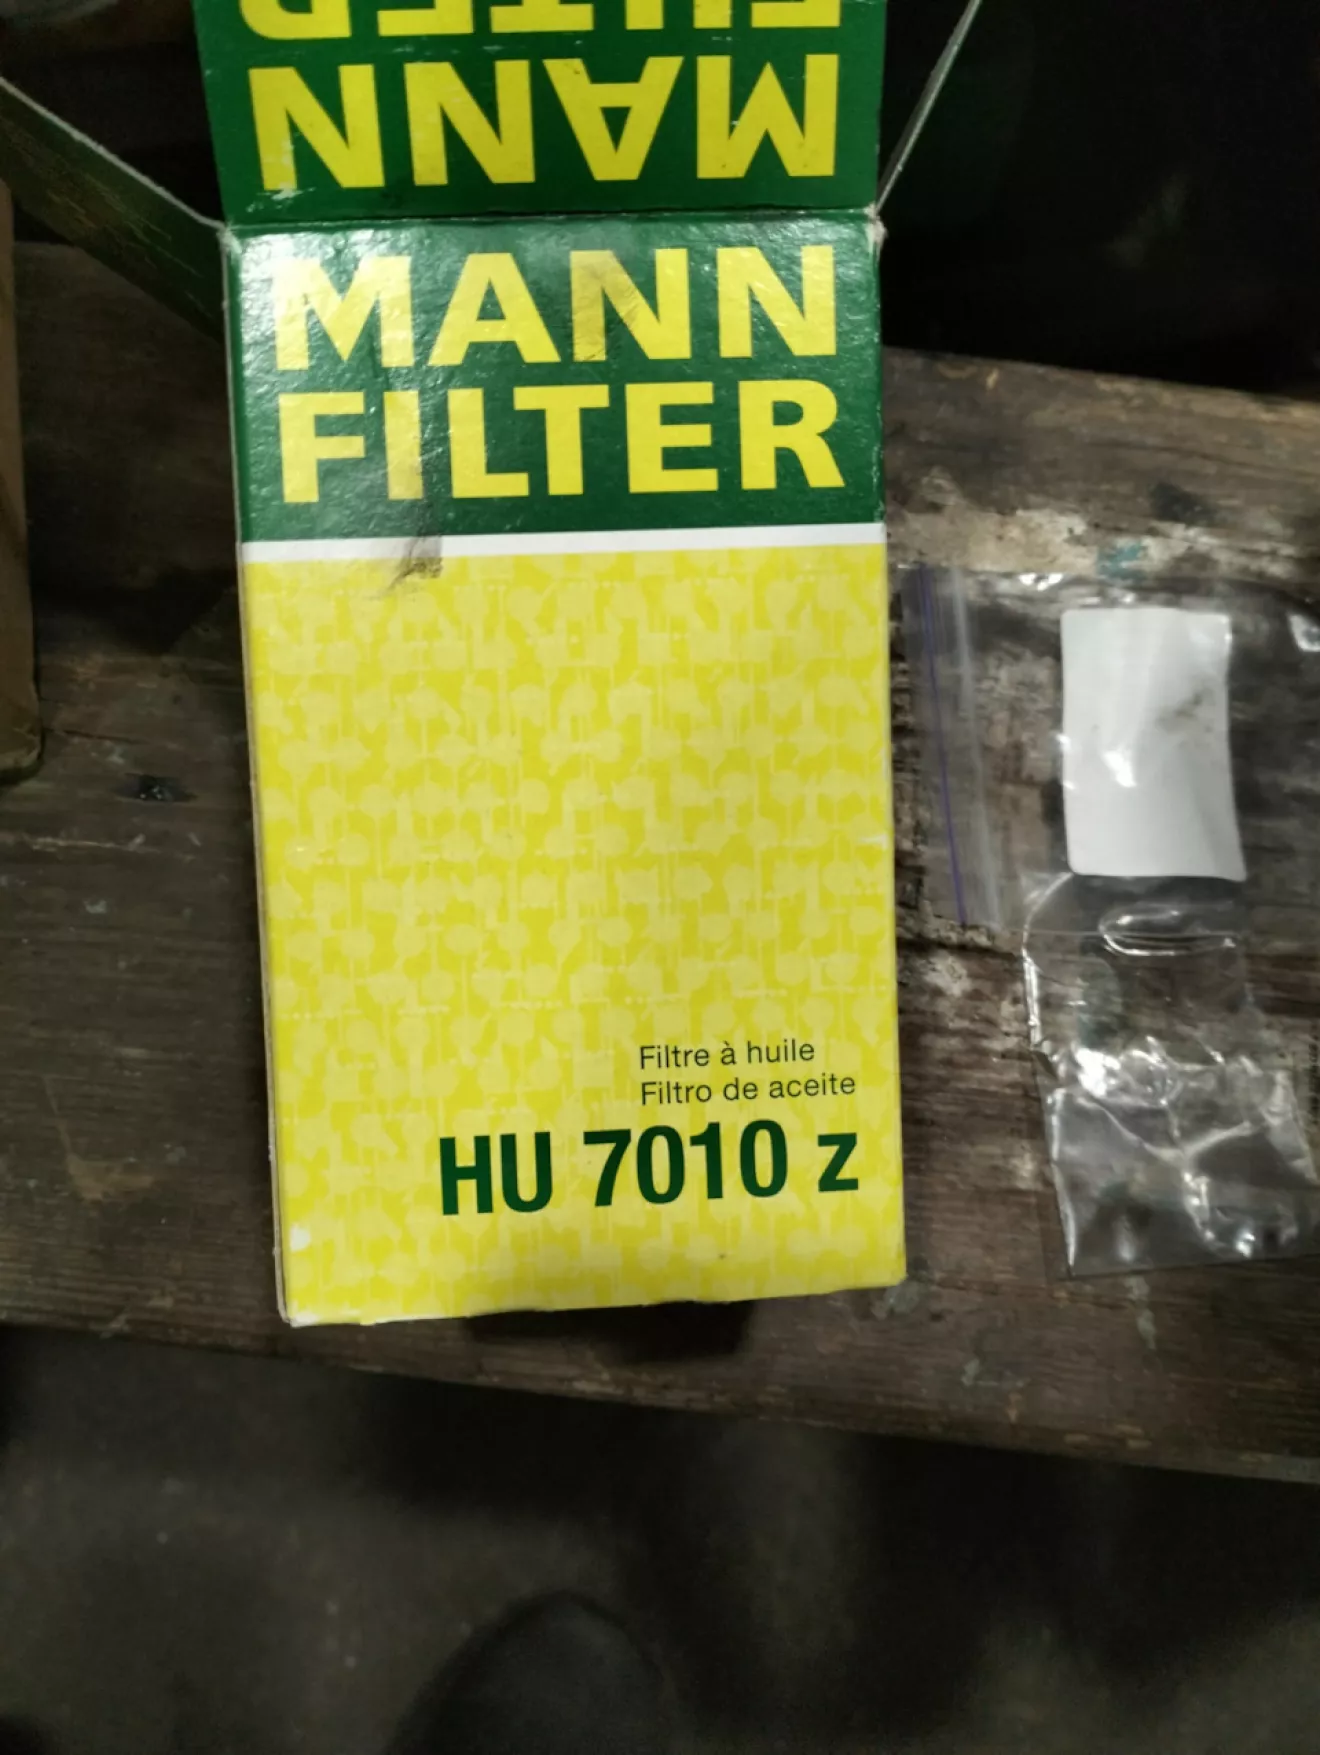 FILTER
MANN
MANN
FILTER
Filtre à huile
Filtro de aceite
HU 7010 z